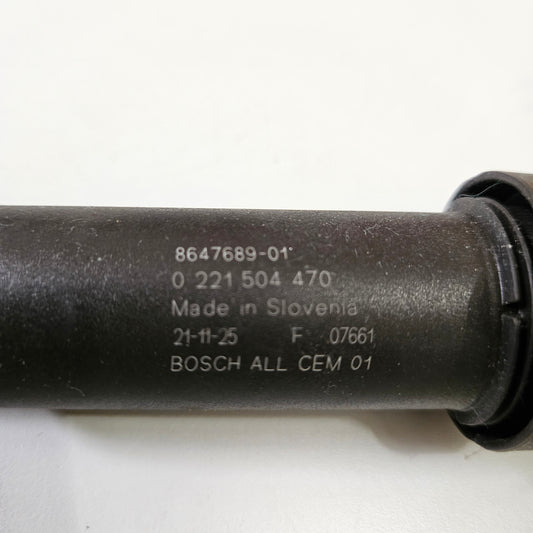 8647689-01
0 221 504 470
Made in Slovenia
21-11-25 F 07661
BOSCH ALL CEM 01